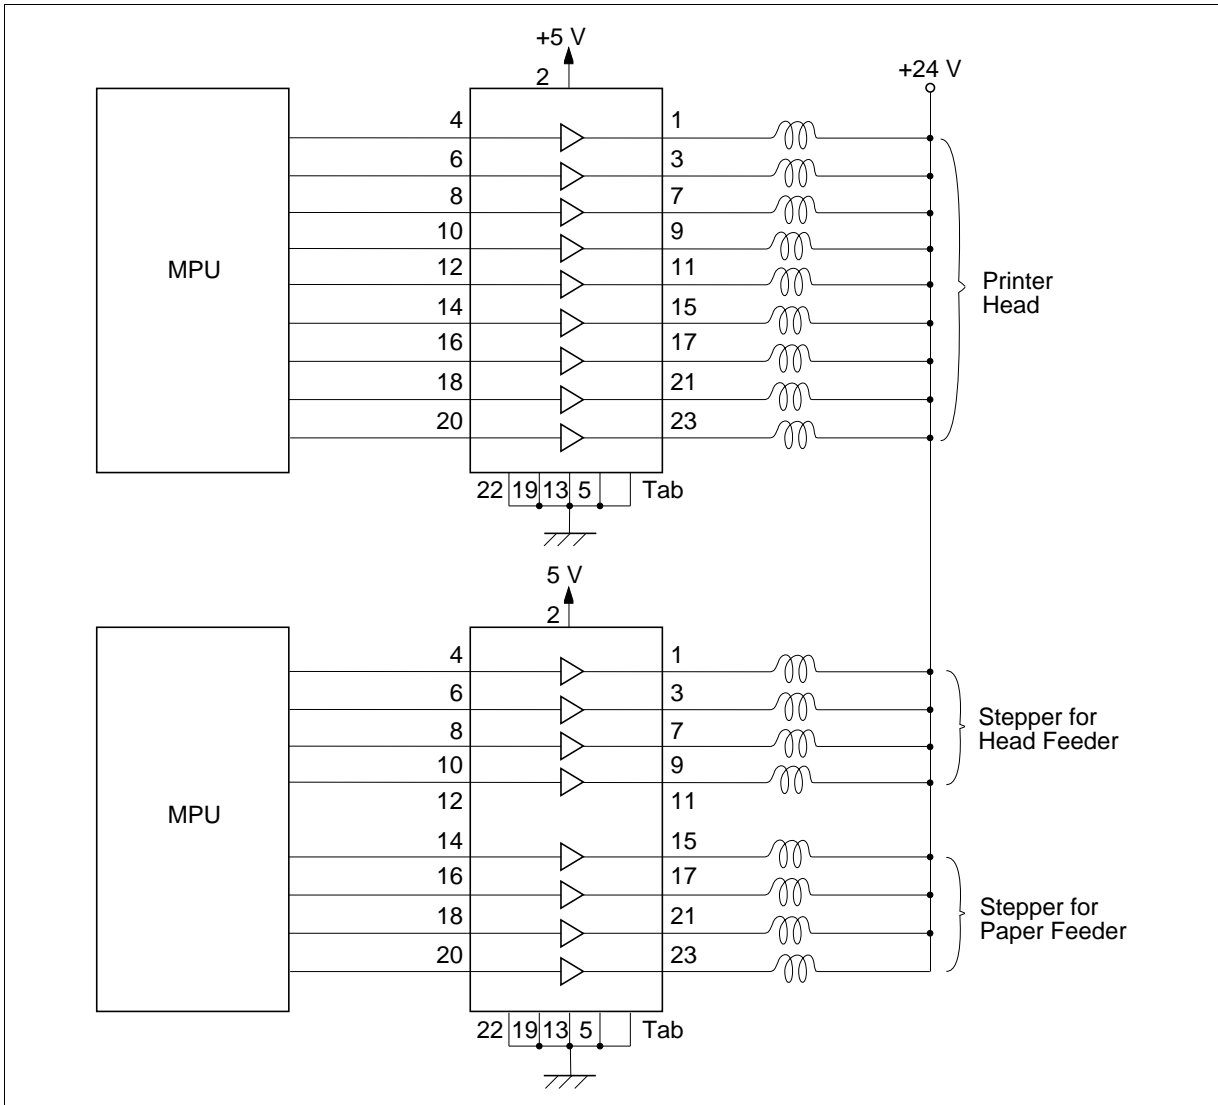 +5 V
2
+24 V
MPU
4 1
6 3
8 7
10 9
12 11
14 15
16 17
18 21
20 23
Printer
Head
22 19 13 5 Tab
5 V
2
MPU
4 1
6 3
8 7
10 9
12 11
14 15
16 17
18 21
20 23
Stepper for
Head Feeder
Stepper for
Paper Feeder
22 19 13 5 Tab